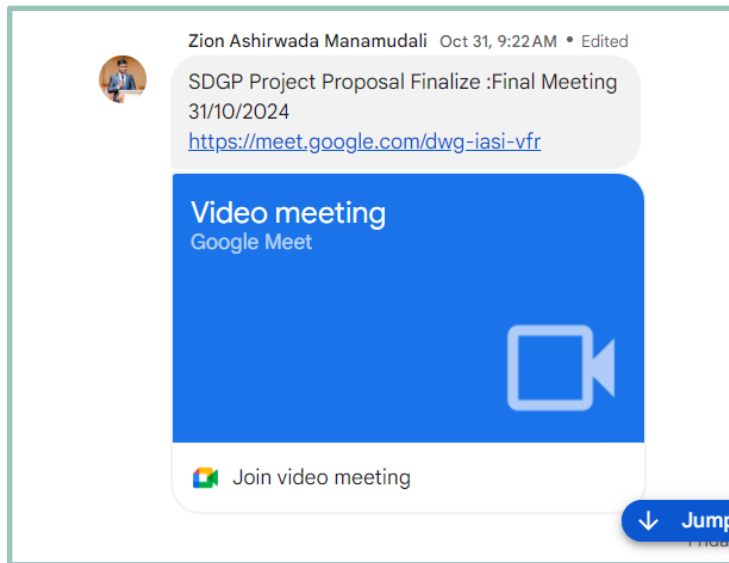 Zion Ashirwada Manamudali Oct 31, 9:22 AM • Edited
SDGP Project Proposal Finalize :Final Meeting
31/10/2024
https://meet.google.com/dwg-iasi-vfr
Video meeting
Google Meet
Join video meeting
Jump